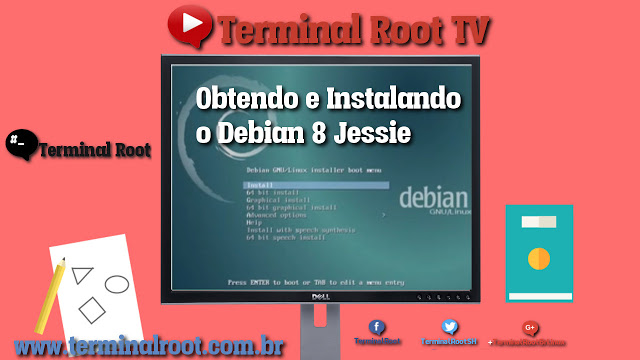 Terminal Root TV
Obtendo e Instalando
o Debian 8 Jessie
#_
Terminal Root
Debian GNU/Linux installer boot menu
Install
64 bit install
Graphical install
64 bit graphical install
Advanced options >
Help
Install with speech synthesis
64 bit speech install
debian
GNU/Linux
Press ENTER to boot or TAB to edit a menu entry
DELL
www.terminalroot.com.br
TerminalRoot
TerminalRootSH